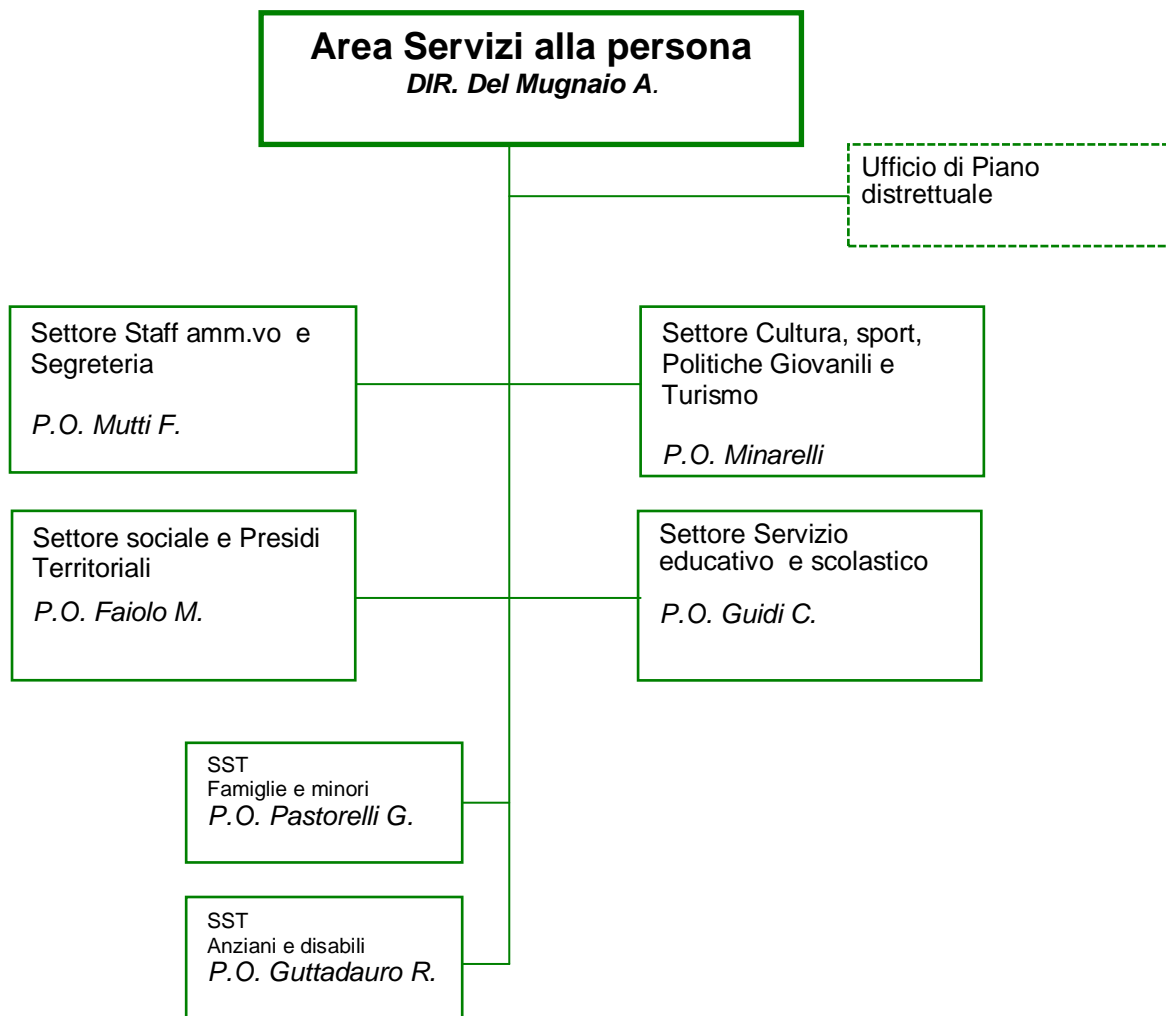 Area Servizi alla persona
DIR. Del Mugnaio A.
Ufficio di Piano
distrettuale
Settore Staff amm.vo e
Segreteria
P.O. Mutti F.
Settore Cultura, sport,
Politiche Giovanili e
Turismo
P.O. Minarelli
Settore sociale e Presidi
Territoriali
P.O. Faiolo M.
Settore Servizio
educativo e scolastico
P.O. Guidi C.
SST
Famiglie e minori
P.O. Pastorelli G.
SST
Anziani e disabili
P.O. Guttadauro R.